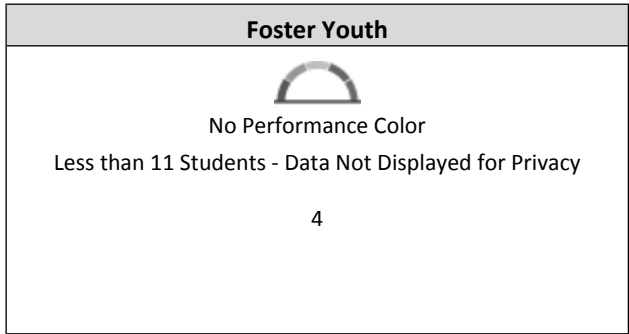 Foster Youth
No Performance Color
Less than 11 Students - Data Not Displayed for Privacy
4